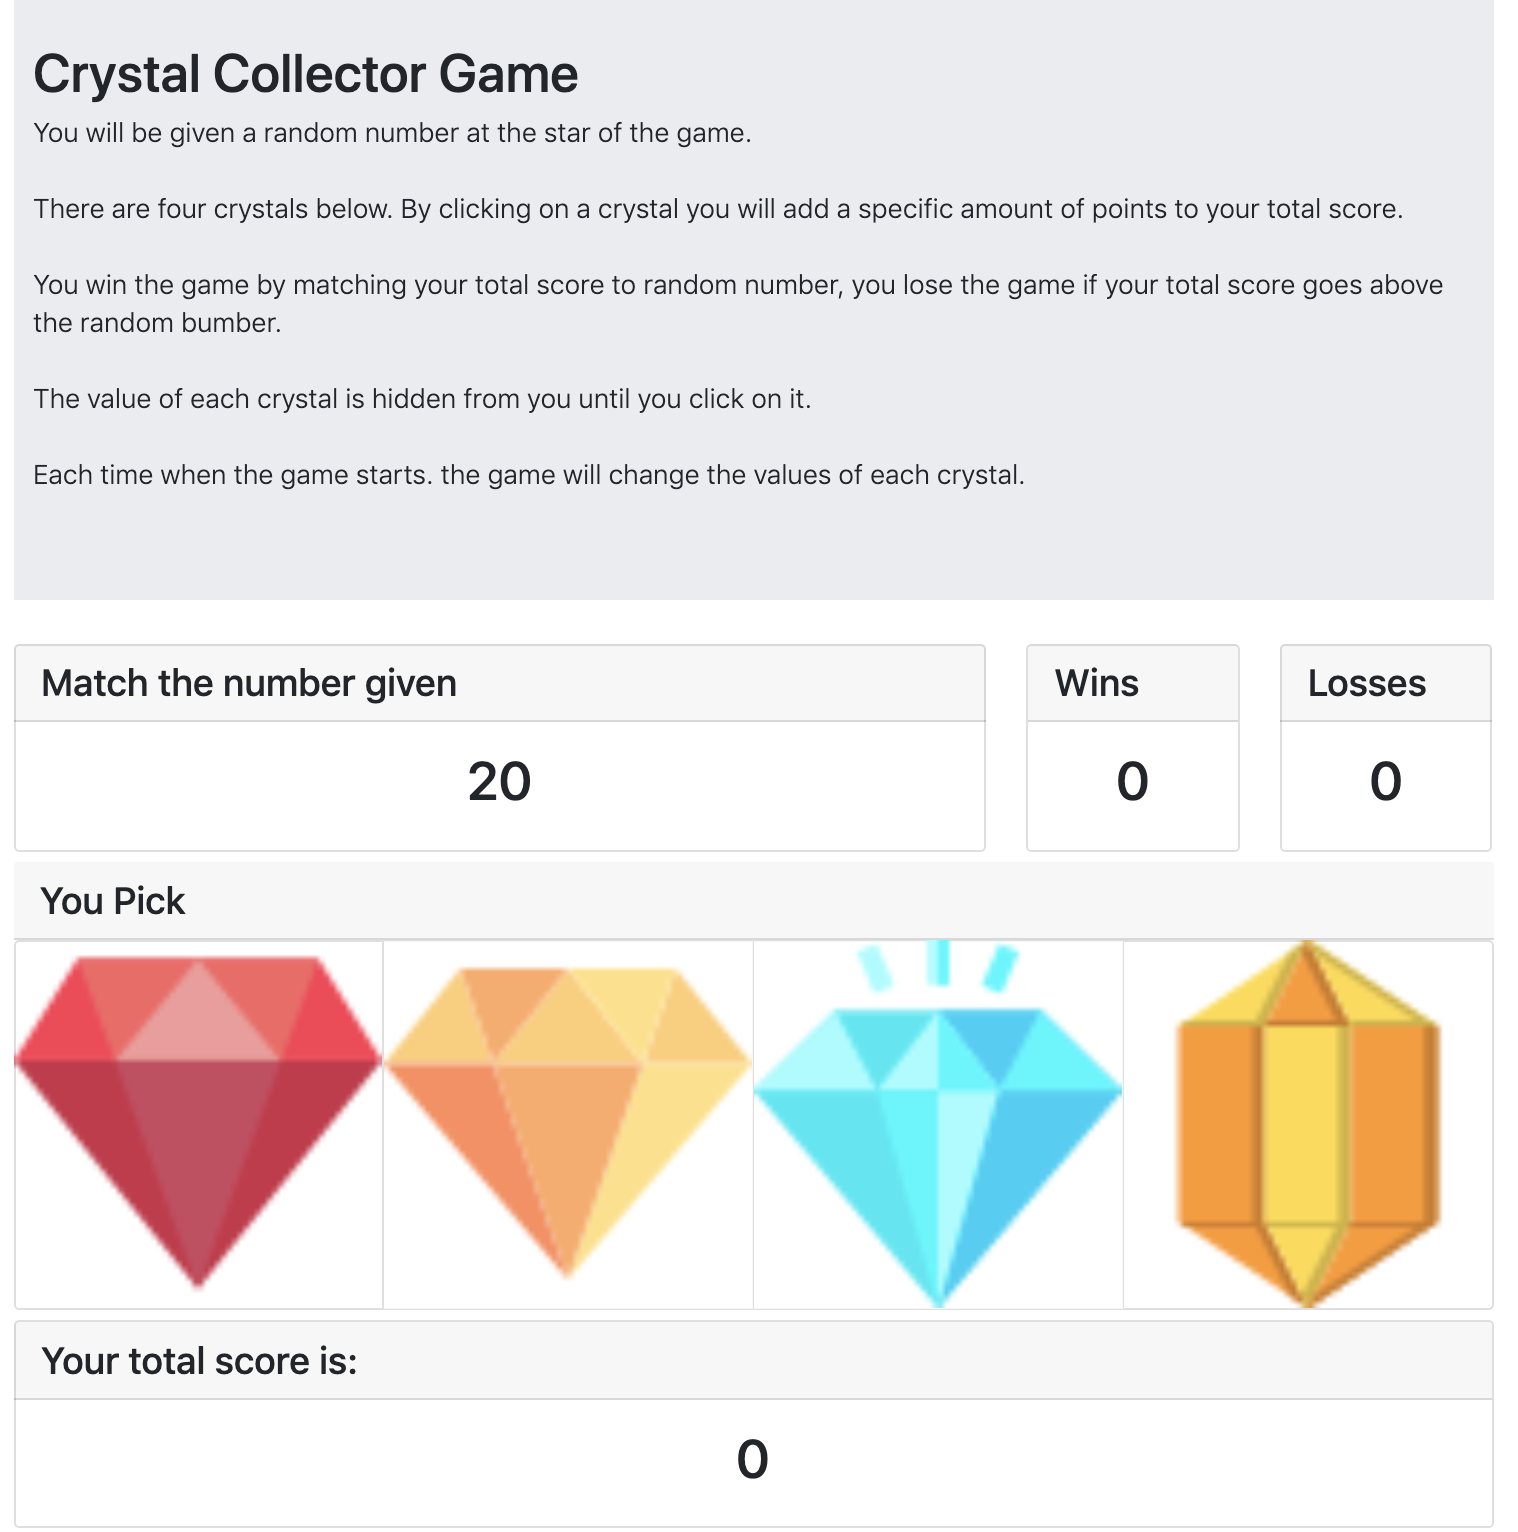 Crystal Collector Game
You will be given a random number at the star of the game.
There are four crystals below. By clicking on a crystal you will add a specific amount of points to your total score.
You win the game by matching your total score to random number, you lose the game if your total score goes above
the random bumber.
The value of each crystal is hidden from you until you click on it.
Each time when the game starts. the game will change the values of each crystal.
Match the number given
Wins
Losses
20
0
0
You Pick
Your total score is:
0